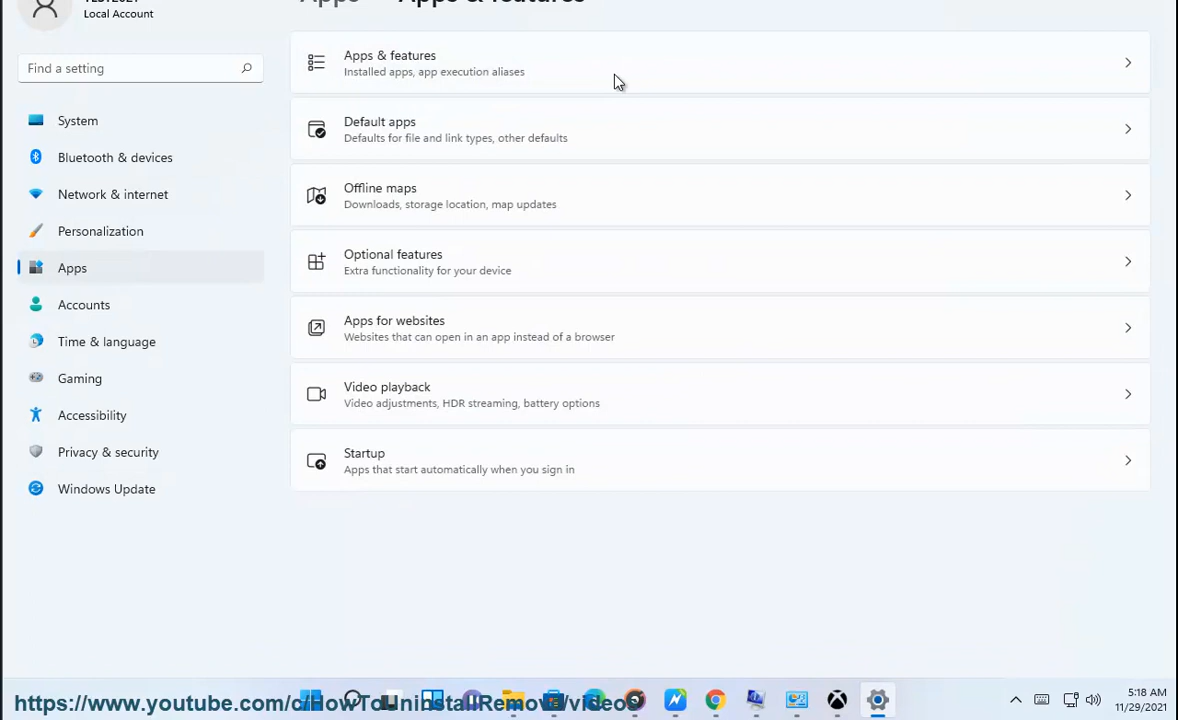 Apps Apps & features
TEST2021
Local Account
Find a setting
System
Bluetooth & devices
Network & internet
Personalization
Apps
Accounts
Time & language
Gaming
Accessibility
Privacy & security
Windows Update
Apps & features
Installed apps, app execution aliases
Default apps
Defaults for file and link types, other defaults
Offline maps
Downloads, storage location, map updates
Optional features
Extra functionality for your device
Apps for websites
Websites that can open in an app instead of a browser
Video playback
Video adjustments, HDR streaming, battery options
Startup
Apps that start automatically when you sign in
https://www.youtube.com/c/HowToUninstallRemove/videos
5:18 AM
11/29/2021